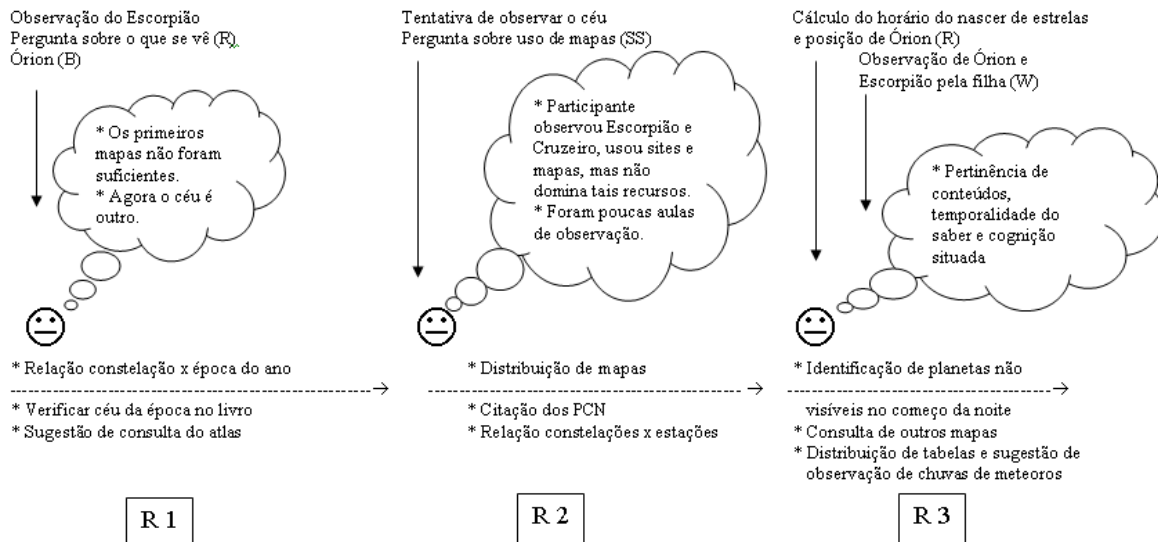 Observação do Escorpião
Pergunta sobre o que se vê (R)
Órion (B)
* Os primeiros
mapas não foram
suficientes.
* Agora o céu é
outro.
* Relação constelação x época do ano
* Verificar céu da época no livro
* Sugestão de consulta do atlas
R 1
Tentativa de observar o céu
Pergunta sobre uso de mapas (SS)
* Participante
observou Escorpião e
Cruzeiro, usou sites e
mapas, mas não
domina tais recursos.
* Foram poucas aulas
de observação.
* Distribuição de mapas
* Citação dos PCN
* Relação constelações x estações
R 2
Cálculo do horário do nascer de estrelas
e posição de Órion (R)
Observação de Órion e
Escorpião pela filha (W)
* Pertinência de
conteúdos,
temporalidade do
saber e cognição
situada
* Identificação de planetas não
visíveis no começo da noite
* Consulta de outros mapas
* Distribuição de tabelas e sugestão de
observação de chuvas de meteoros
R 3